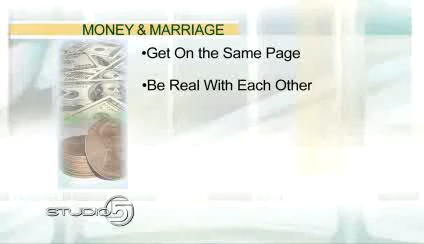 MONEY & MARRIAGE
•Get On the Same Page
•Be Real With Each Other
STUDIO 5